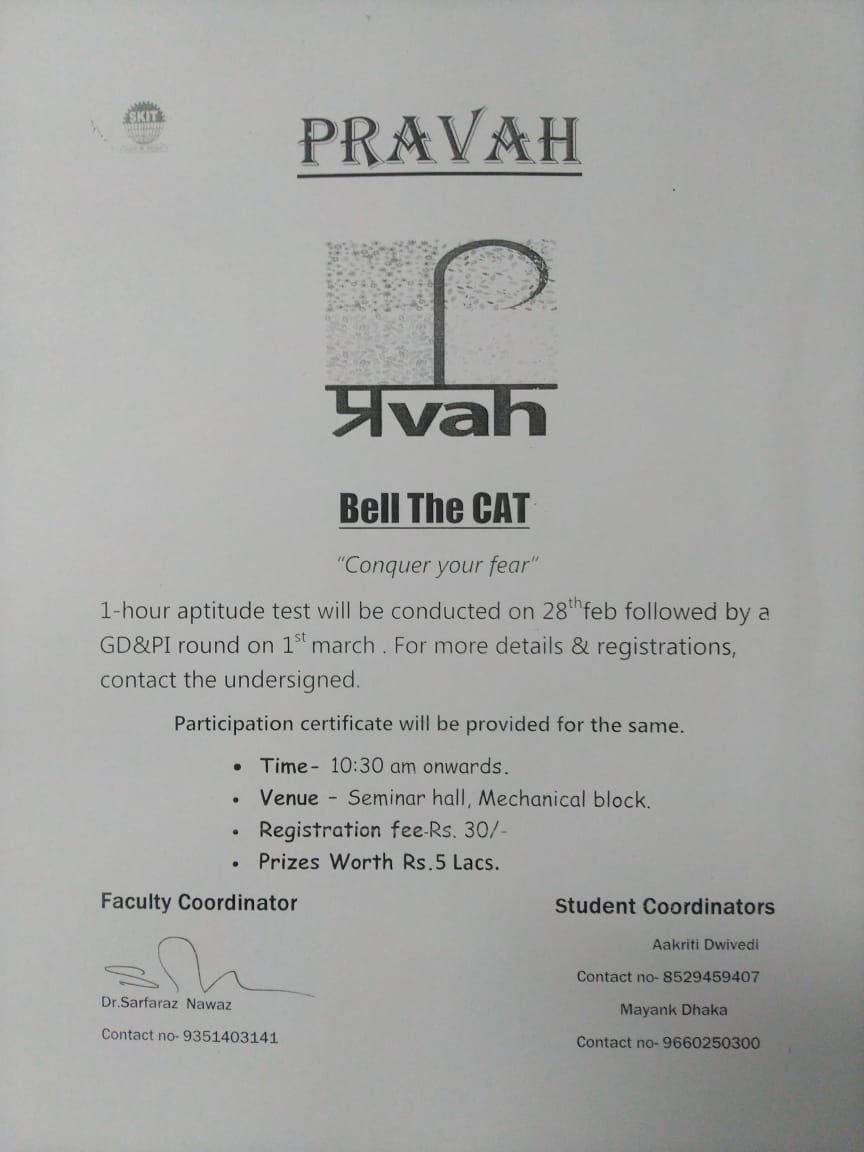 SKIT
PRAVAH
प्रvah
Bell The CAT
“Conquer your fear”
1-hour aptitude test will be conducted on 28th feb followed by a
GD&PI round on 1st march . For more details & registrations,
contact the undersigned.
Participation certificate will be provided for the same.
• Time- 10:30 am onwards.
• Venue – Seminar hall, Mechanical block.
• Registration fee-Rs. 30/-
• Prizes Worth Rs.5 Lacs.
Faculty Coordinator
Dr.Sarfaraz Nawaz
Contact no- 9351403141
Student Coordinators
Aakriti Dwivedi
Contact no- 8529459407
Mayank Dhaka
Contact no- 9660250300